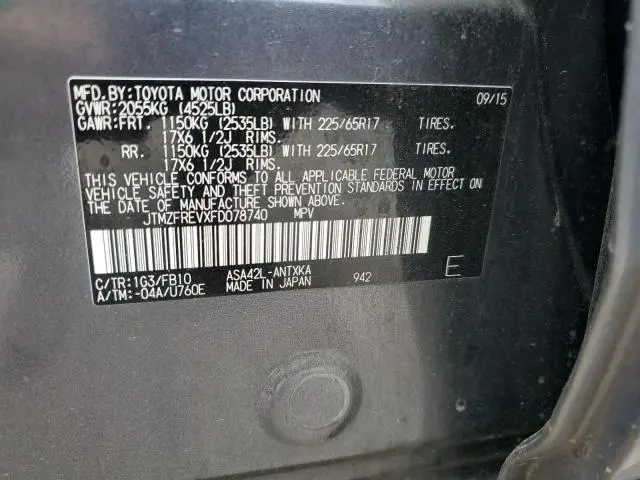 MFD.BY:TOYOTA MOTOR CORPORATION 09/15
GVWR:2055KG (4525LB)
GAWR:FRT. 1150KG (2535LB) WITH 225/65R17 TIRES.
17X6 1/2J RIMS.
RR. 1150KG (2535LB) WITH 225/65R17 TIRES.
17X6 1/2J RIMS.
THIS VEHICLE CONFORMS TO ALL APPLICABLE FEDERAL MOTOR
VEHICLE SAFETY AND THEFT PREVENTION STANDARDS IN EFFECT ON
THE DATE OF MANUFACTURE SHOWN ABOVE.
JTMZFREVXFD078740 MPV
C/TR:1G3/FB10 ASA42L-ANTXKA E
A/TM:-04A/U760E MADE IN JAPAN 942